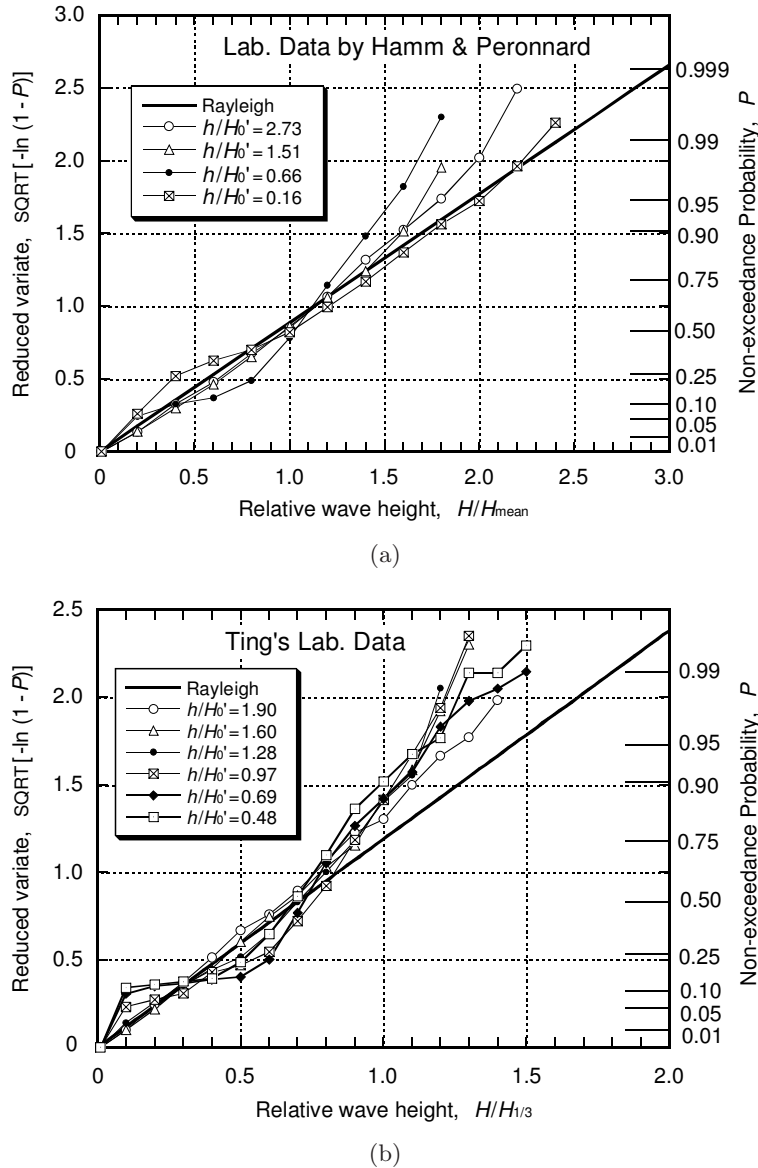 Lab. Data by Hamm & Peronnard
Rayleigh
h/H0' = 2.73
h/H0' = 1.51
h/H0' = 0.66
h/H0' = 0.16
Reduced variate, SQRT [-ln (1 - P)]
3.0
2.5
2.0
1.5
1.0
0.5
0
0.5
1.0
1.5
2.0
2.5
3.0
Relative wave height, H/Hmean
0.999
0.99
0.95
0.90
0.75
0.50
0.25
0.10
0.05
0.01
Non-exceedance Probability, P
(a)
Ting's Lab. Data
Rayleigh
h/H0' = 1.90
h/H0' = 1.60
h/H0' = 1.28
h/H0' = 0.97
h/H0' = 0.69
h/H0' = 0.48
Reduced variate, SQRT [-ln (1 - P)]
2.5
2.0
1.5
1.0
0.5
0
0
0.5
1.0
1.5
2.0
Relative wave height, H/H1/3
0.99
0.95
0.90
0.75
0.50
0.25
0.10
0.05
0.01
Non-exceedance Probability, P
(b)